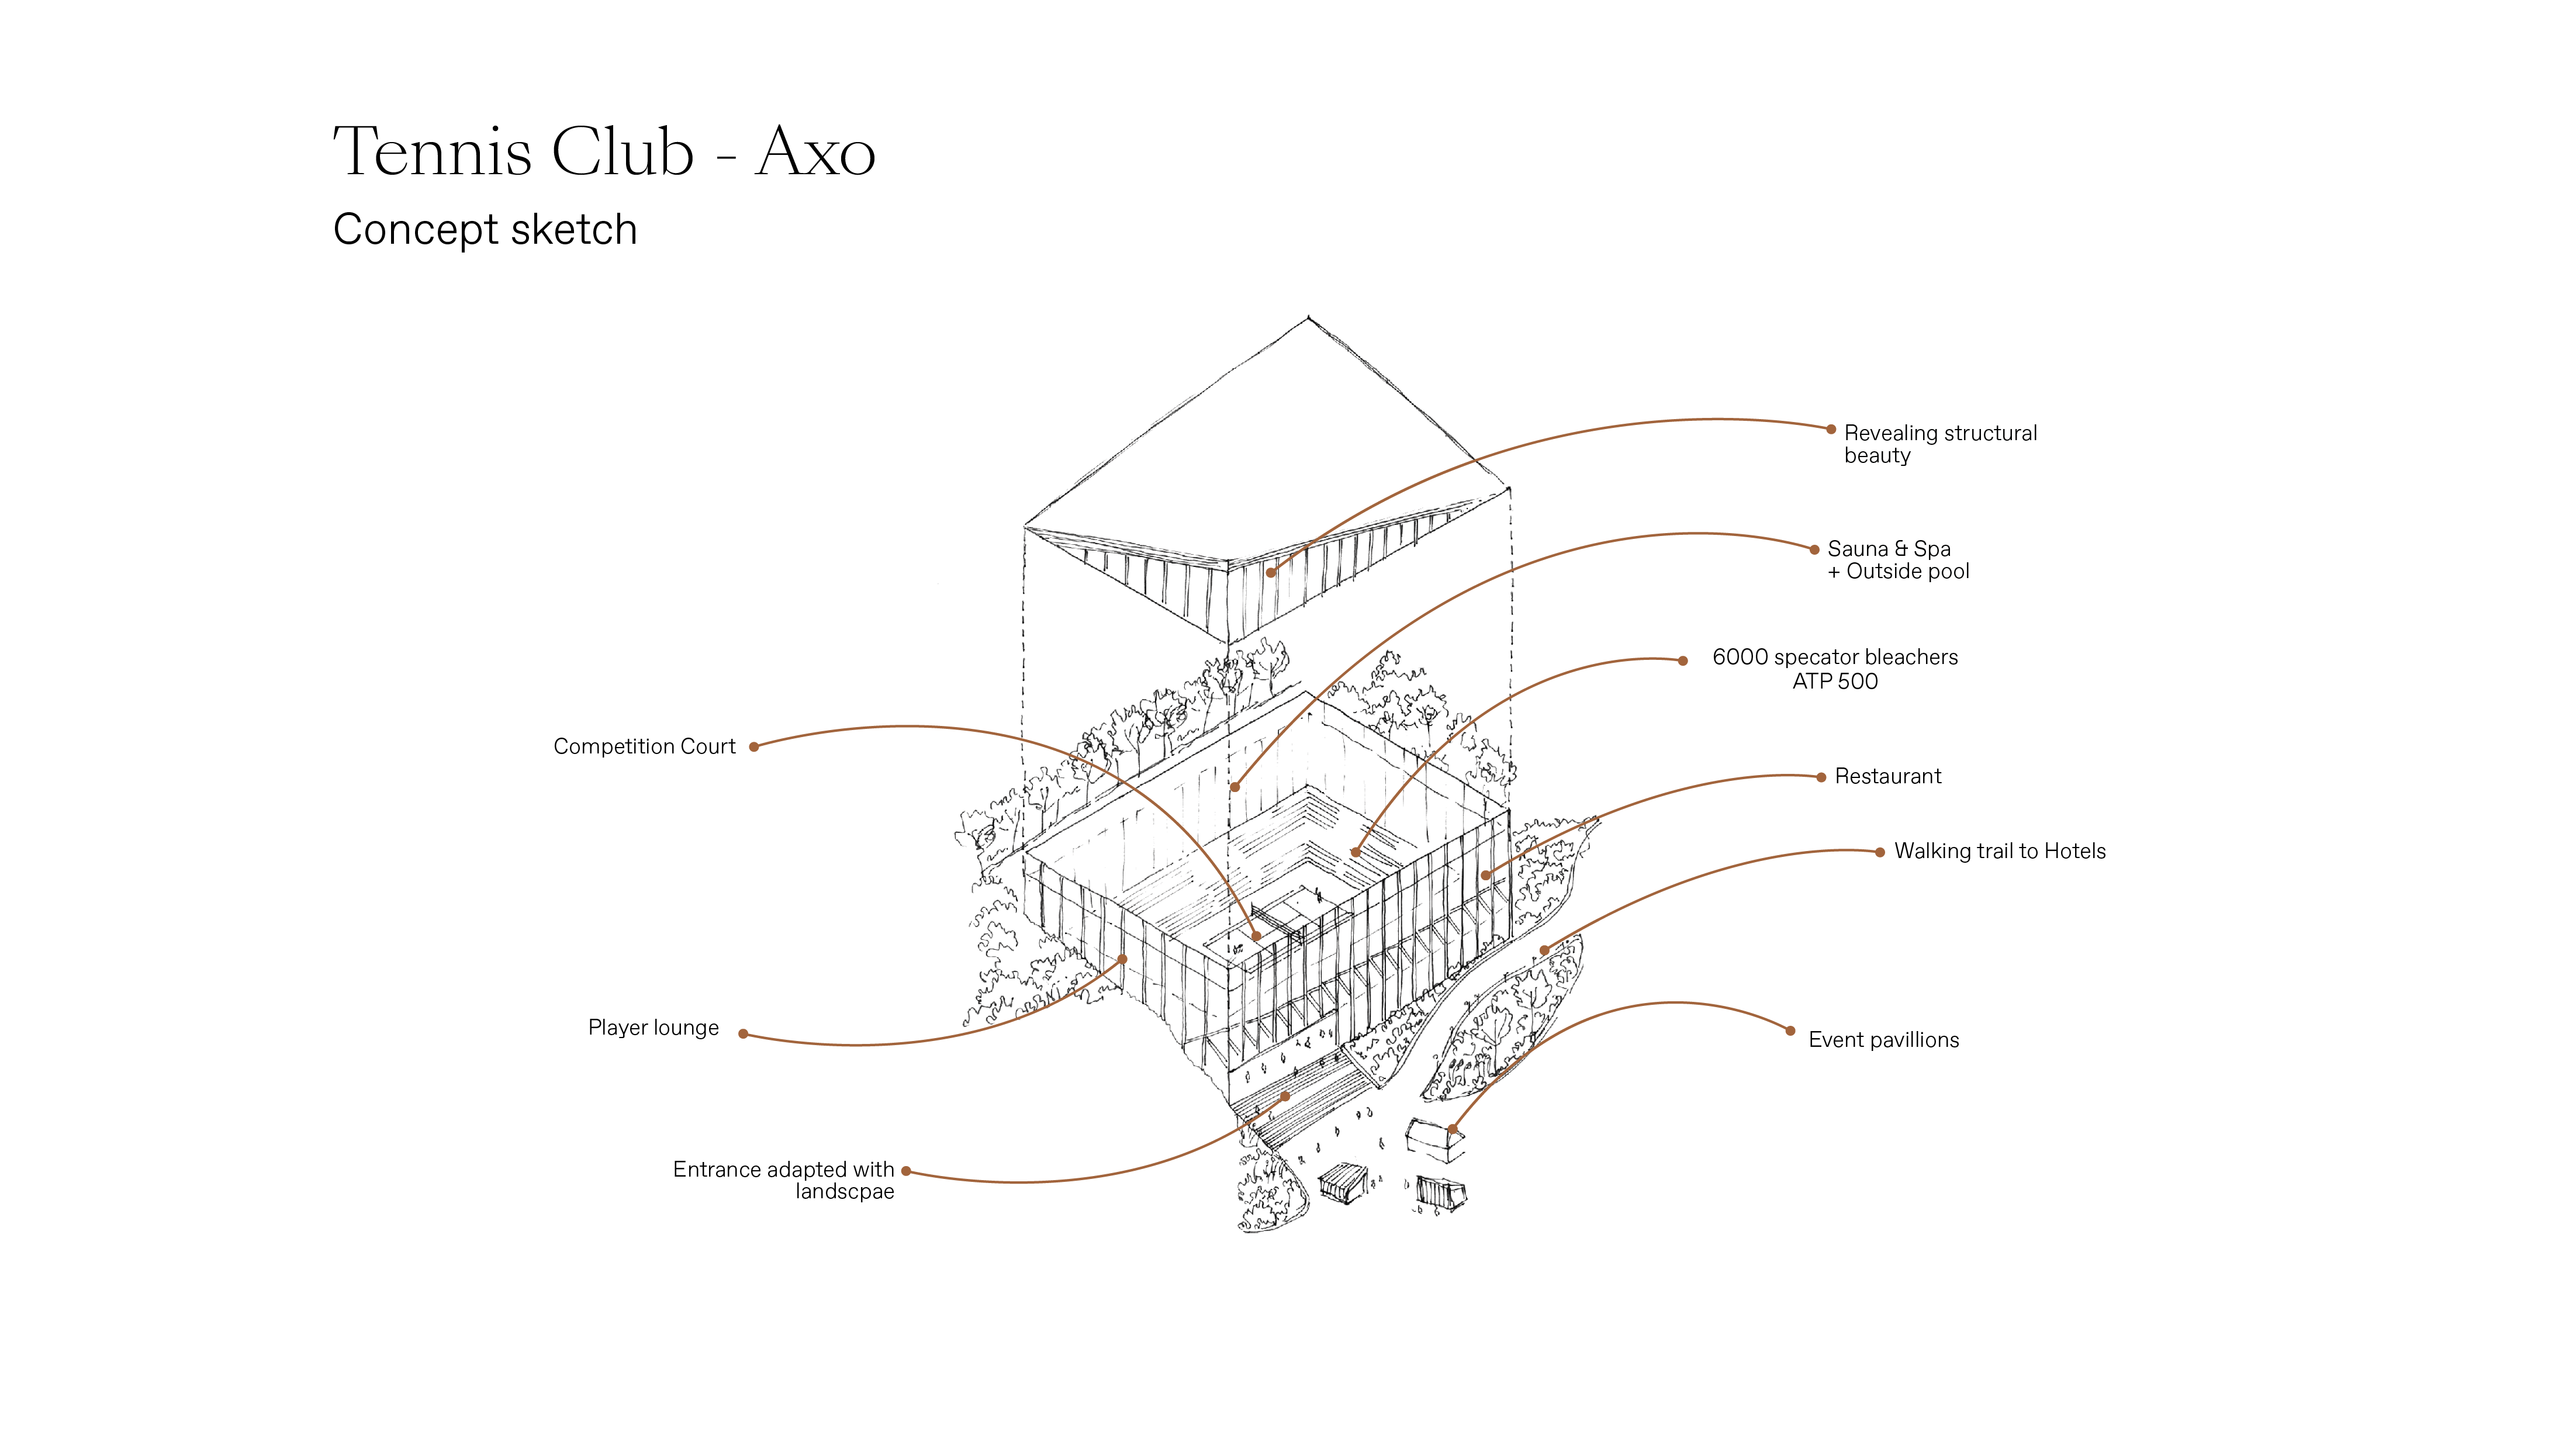 Tennis Club - Axo
Concept sketch
Revealing structural
beauty
Sauna & Spa
+ Outside pool
6000 specator bleachers
ATP 500
Competition Court
Restaurant
Walking trail to Hotels
Player lounge
Event pavillions
Entrance adapted with
landscpae